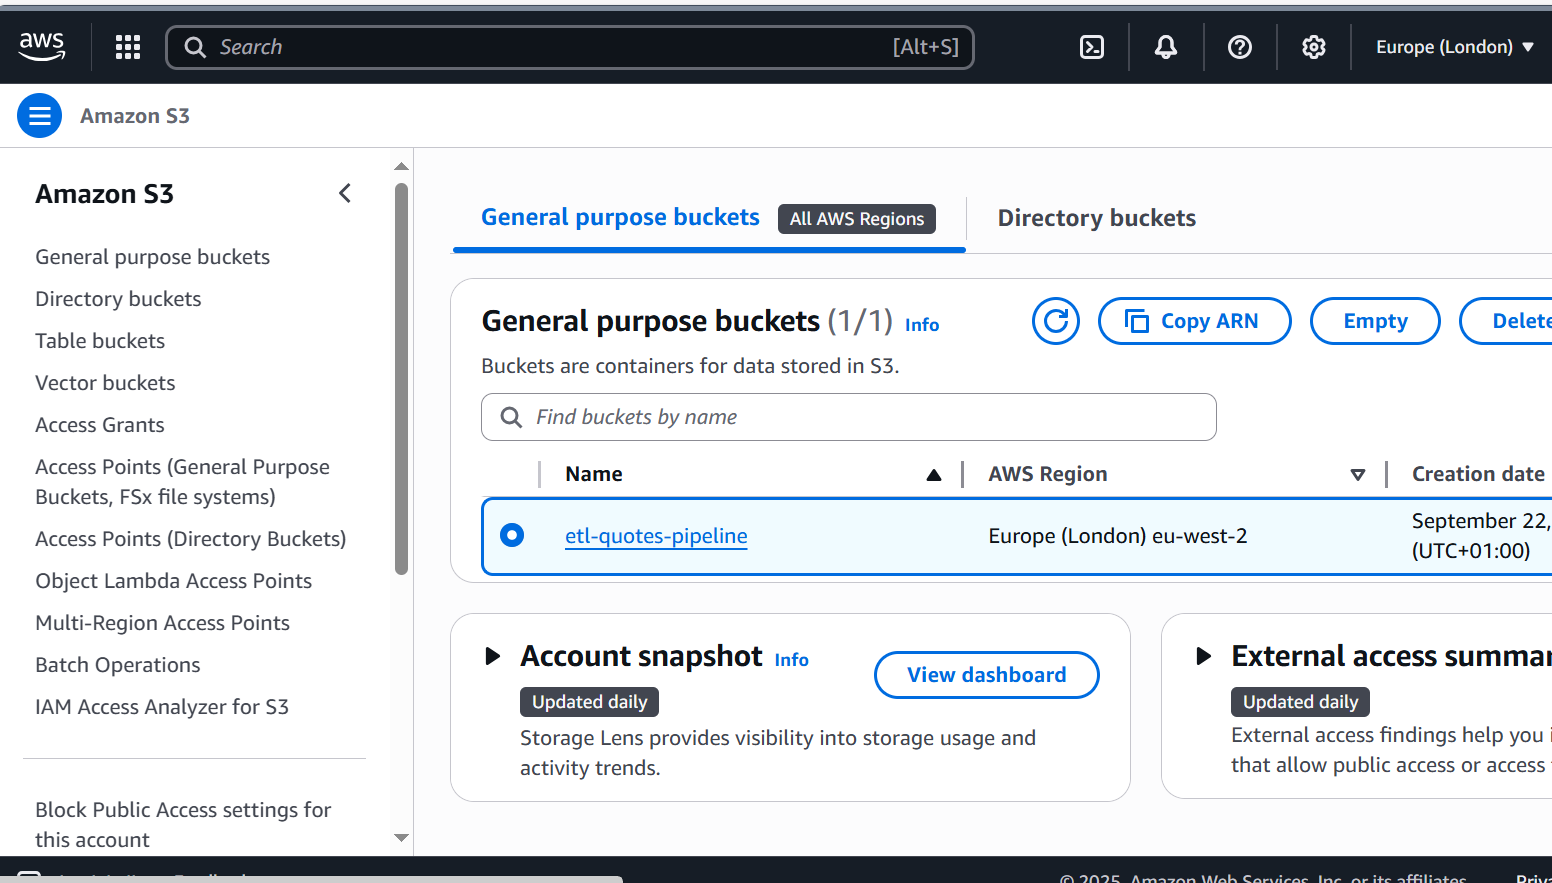 aws
Search
[Alt+S]
Europe (London)
Amazon S3
Amazon S3
General purpose buckets
Directory buckets
Table buckets
Vector buckets
Access Grants
Access Points (General Purpose
Buckets, FSx file systems)
Access Points (Directory Buckets)
Object Lambda Access Points
Multi-Region Access Points
Batch Operations
IAM Access Analyzer for S3
Block Public Access settings for
this account
General purpose buckets All AWS Regions
Directory buckets
General purpose buckets (1/1) Info
Copy ARN
Empty
Delete
Buckets are containers for data stored in S3.
Find buckets by name
Name
AWS Region
Creation date
etl-quotes-pipeline
Europe (London) eu-west-2
September 22,
(UTC+01:00)
Account snapshot Info
View dashboard
Updated daily
Storage Lens provides visibility into storage usage and
activity trends.
External access summar
Updated daily
External access findings help you
that allow public access or access
© 2025, Amazon Web Services, Inc. or its affiliates.